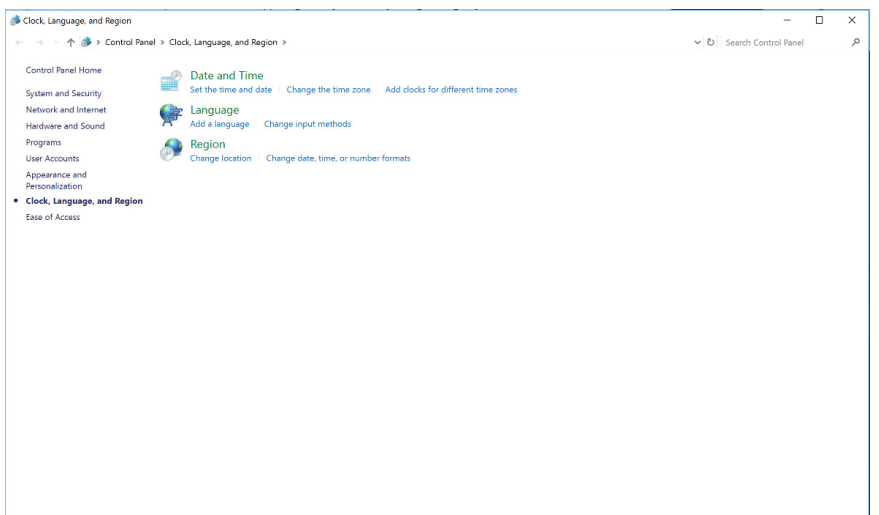 Clock, Language, and Region
Control Panel > Clock, Language, and Region >
Search Control Panel
Control Panel Home
System and Security
Network and Internet
Hardware and Sound
Programs
User Accounts
Appearance and
Personalization
• Clock, Language, and Region
Ease of Access
Date and Time
Set the time and date | Change the time zone | Add clocks for different time zones
Language
Add a language | Change input methods
Region
Change location | Change date, time, or number formats